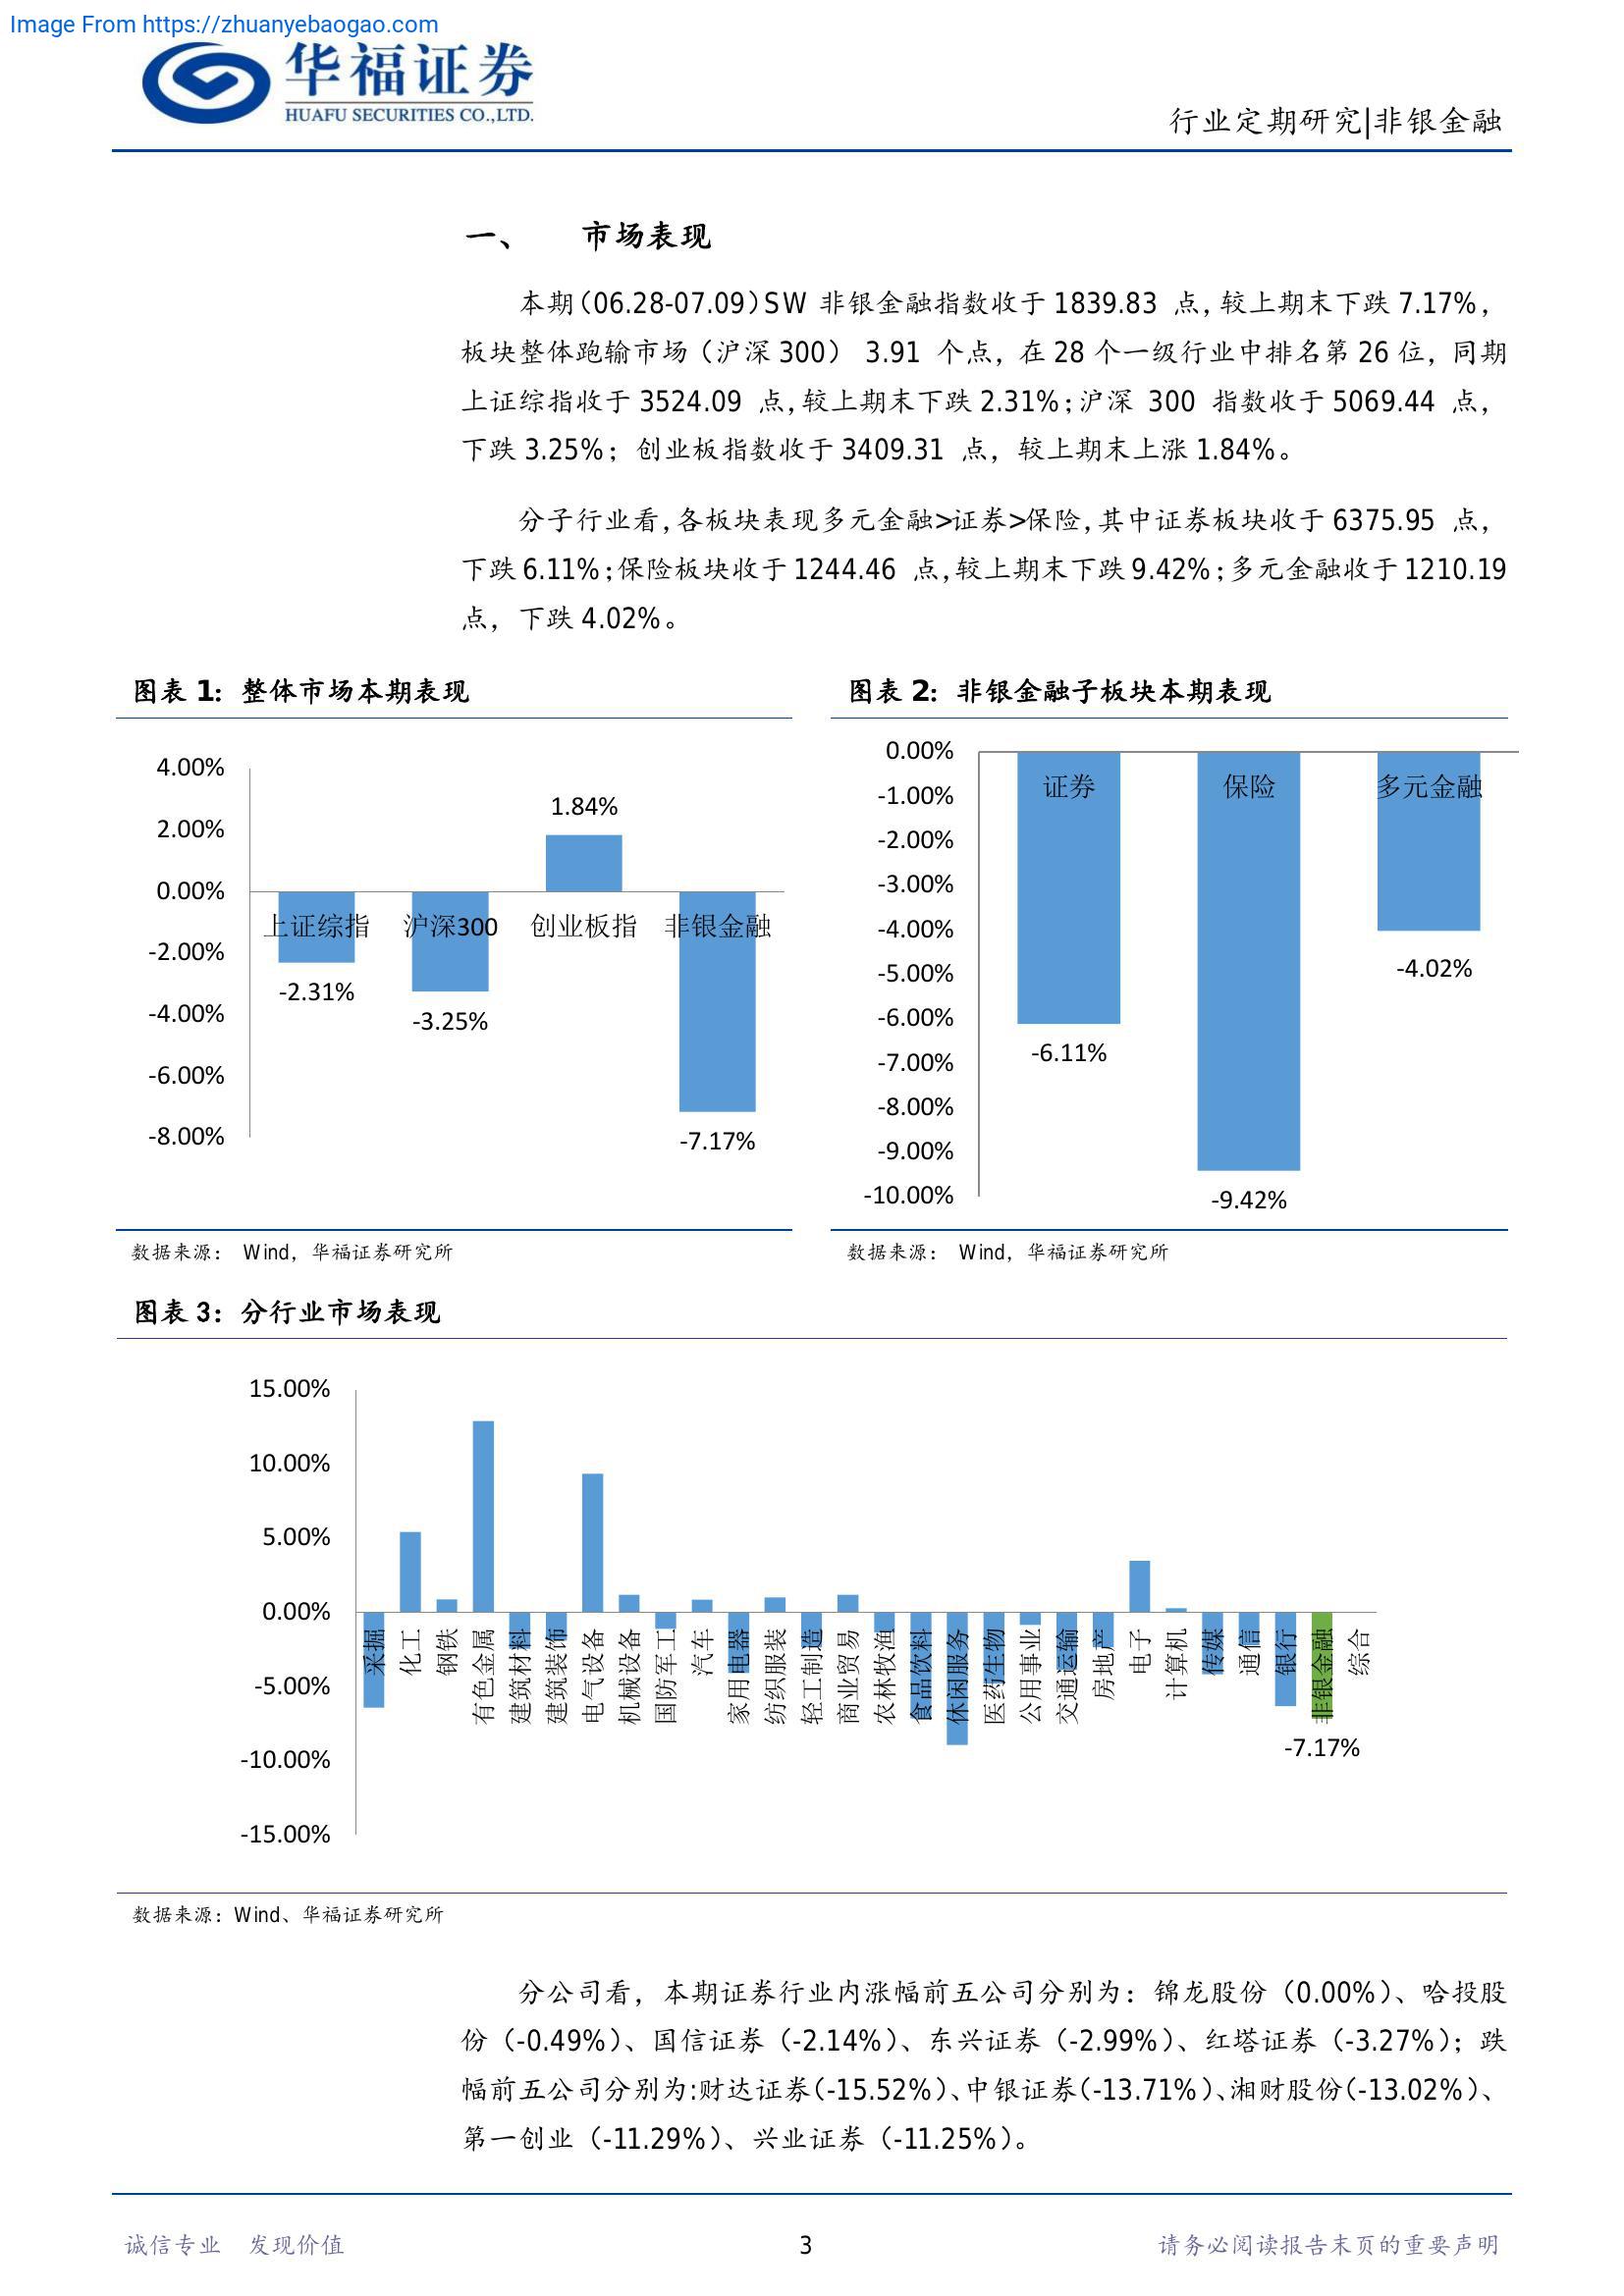 Image From https://zhuanyebaogao.com
华福证券
HUAFU SECURITIES CO.,LTD.
行业定期研究|非银金融
一、 市场表现
本期（06.28-07.09）SW 非银金融指数收于 1839.83 点，较上期末下跌 7.17%，
板块整体跑输市场（沪深 300） 3.91 个点，在 28 个一级行业中排名第 26 位，同期
上证综指收于 3524.09 点，较上期末下跌 2.31%；沪深 300 指数收于 5069.44 点，
下跌 3.25%；创业板指数收于 3409.31 点，较上期末上涨 1.84%。
分子行业看，各板块表现多元金融>证券>保险，其中证券板块收于 6375.95 点，
下跌 6.11%；保险板块收于 1244.46 点，较上期末下跌 9.42%；多元金融收于 1210.19
点，下跌 4.02%。
图表 1：整体市场本期表现
4.00%
2.00%
0.00%
-2.00%
-4.00%
-6.00%
-8.00%
1.84%
上证综指 沪深300 创业板指 非银金融
-2.31%
-3.25%
-7.17%
数据来源： Wind，华福证券研究所
图表 2：非银金融子板块本期表现
0.00%
-1.00%
-2.00%
-3.00%
-4.00%
-5.00%
-6.00%
-7.00%
-8.00%
-9.00%
-10.00%
证券 保险 多元金融
-4.02%
-6.11%
-9.42%
数据来源： Wind，华福证券研究所
图表 3：分行业市场表现
15.00%
10.00%
5.00%
0.00%
-5.00%
-10.00%
-15.00%
采掘
化工
钢铁
有色金属
建筑材料
建筑装饰
电气设备
机械设备
国防军工
汽车
家用电器
纺织服装
轻工制造
商业贸易
农林牧渔
食品饮料
休闲服务
医药生物
公用事业
交通运输
房地产
电子
计算机
传媒
通信
银行
非银金融
综合
-7.17%
数据来源：Wind、华福证券研究所
分公司看，本期证券行业内涨幅前五公司分别为：锦龙股份（0.00%）、哈投股
份（-0.49%）、国信证券（-2.14%）、东兴证券（-2.99%）、红塔证券（-3.27%）；跌
幅前五公司分别为:财达证券（-15.52%）、中银证券（-13.71%）、湘财股份（-13.02%）、
第一创业（-11.29%）、兴业证券（-11.25%）。
诚信专业 发现价值
3
请务必阅读报告末页的重要声明